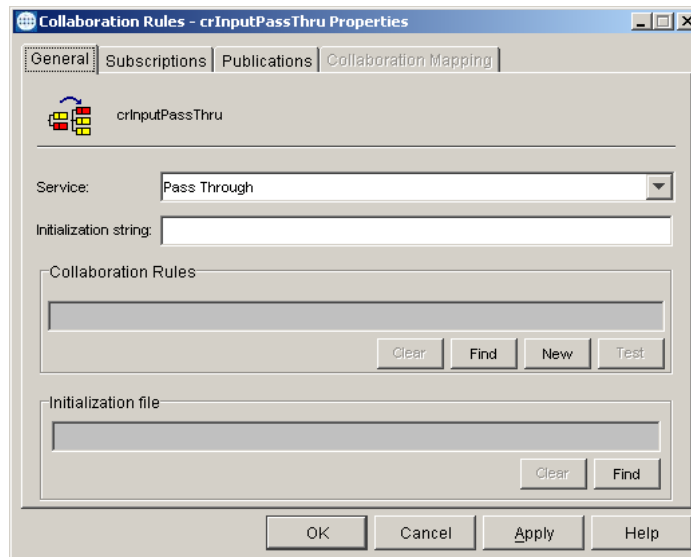 Collaboration Rules - crInputPassThru Properties
General Subscriptions Publications Collaboration Mapping
crInputPassThru
Service: Pass Through
Initialization string:
Collaboration Rules
Clear Find New Test
Initialization file
Clear Find
OK Cancel Apply Help